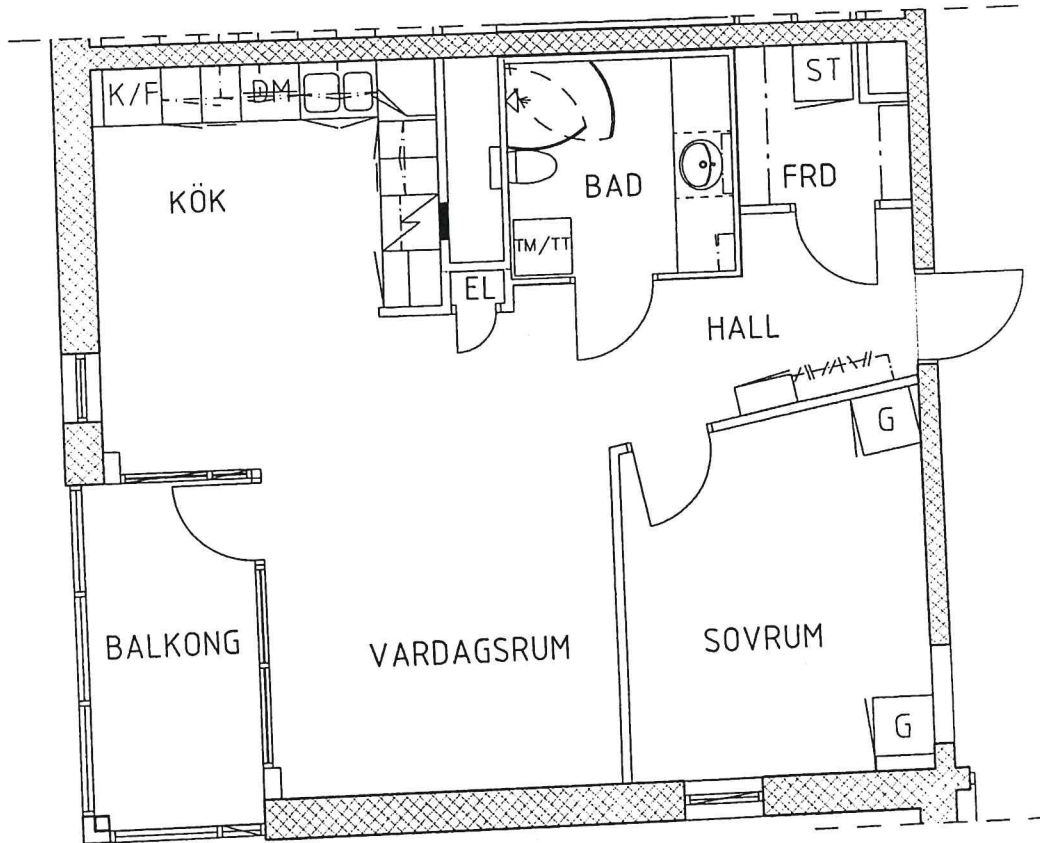 K/F
DM
ST
KÖK
BAD
FRD
TM/TT
EL
HALL
G
BALKONG
VARDAGSRUM
SOVRUM
G